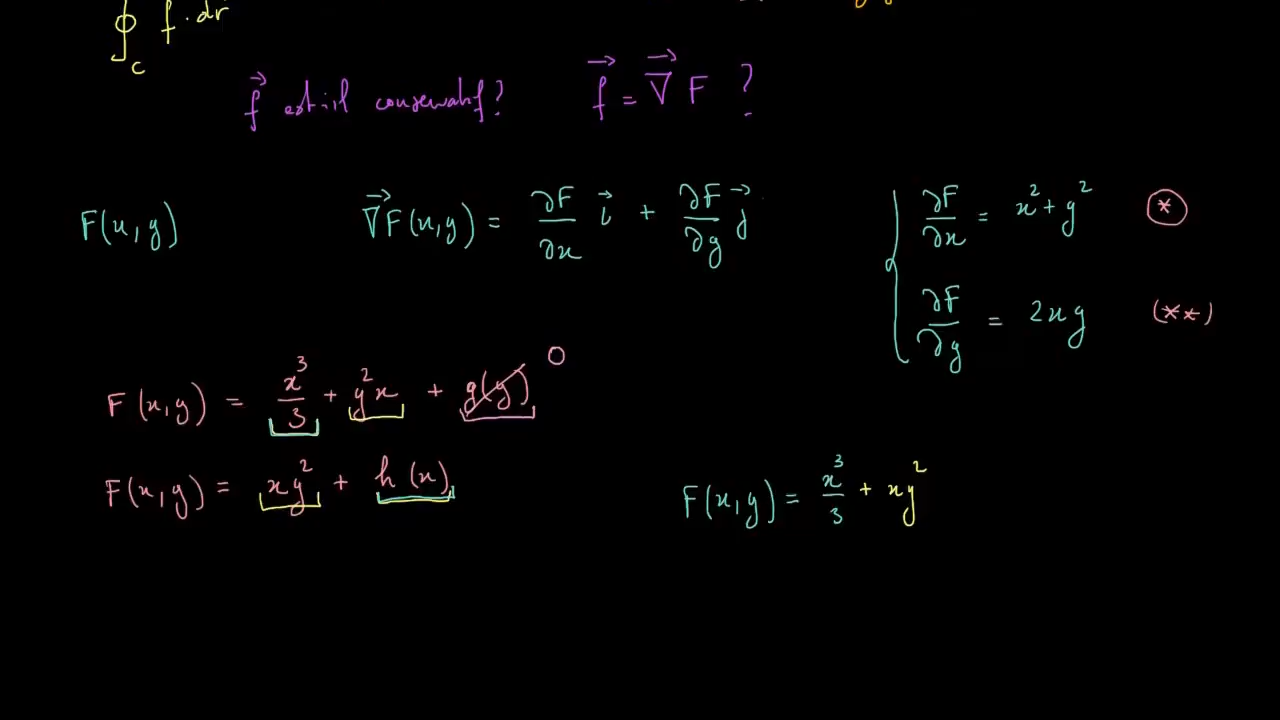 ∮_C f · dr
f⃗ est-il conservatif ? f⃗ = ∇⃗ F ?
F(x,y) ∇⃗F(x,y) = ∂F/∂x i⃗ + ∂F/∂y j⃗
{ ∂F/∂x = x² + y² (*)
∂F/∂y = 2xy (**)
F(x,y) = x³/3 + y²x + g(y) 0
F(x,y) = xy² + h(x)
F(x,y) = x³/3 + xy²